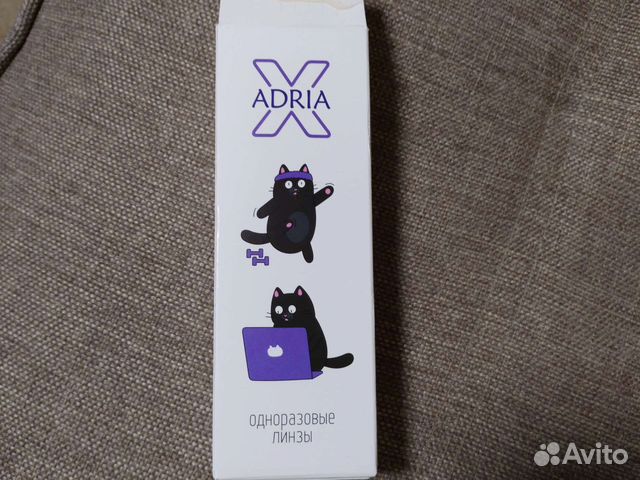 ADRIA
X
одноразовые
линзы
Avito